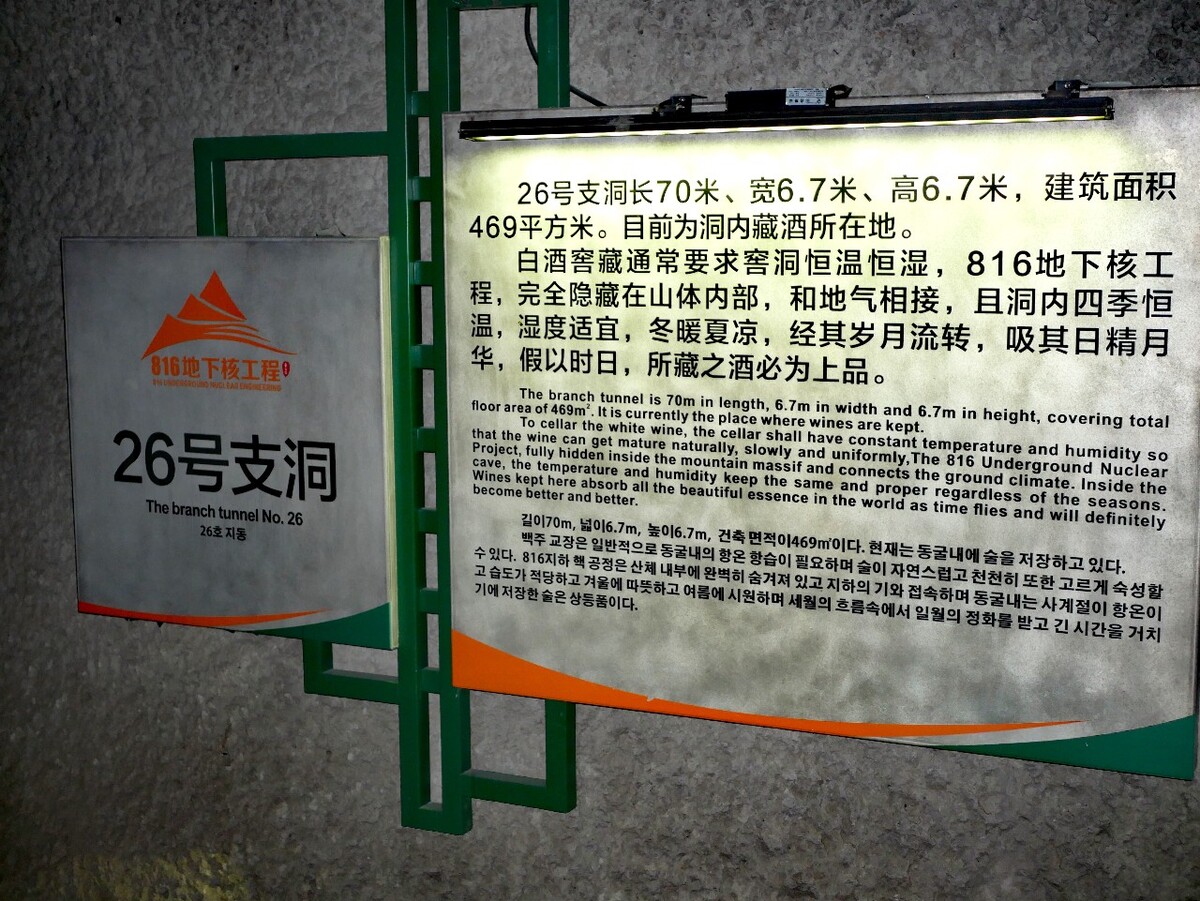 816地下核工程
816 UNDERGROUND NUCLEAR ENGINEERING
26号支洞
The branch tunnel No. 26
26호 지동
26号支洞长70米、宽6.7米、高6.7米，建筑面积
469平方米。目前为洞内藏酒所在地。
白酒窖藏通常要求窖洞恒温恒湿，816地下核工
程，完全隐藏在山体内部，和地气相接，且洞内四季恒
温，湿度适宜，冬暖夏凉，经其岁月流转，吸其日精月
华，假以时日，所藏之酒必为上品。
The branch tunnel is 70m in length, 6.7m in width and 6.7m in height, covering total
floor area of 469m². It is currently the place where wines are kept.
To cellar the white wine, the cellar shall have constant temperature and humidity so
that the wine can get mature naturally, slowly and uniformly,The 816 Underground Nuclear
Project, fully hidden inside the mountain massif and connects the ground climate. Inside the
cave, the temperature and humidity keep the same and proper regardless of the seasons.
Wines kept here absorb all the beautiful essence in the world as time flies and will definitely
become better and better.
길이70m, 넓이6.7m, 높이6.7m, 건축 면적이469㎡이다. 현재는 동굴내에 술을 저장하고 있다.
백주 교장은 일반적으로 동굴내의 항온 항습이 필요하며 술이 자연스럽고 천천히 또한 고르게 숙성할
수 있다. 816지하 핵 공정은 산체 내부에 완벽히 숨겨져 있고 지하의 기와 접속하며 동굴내는 사계절이 항온이
고 습도가 적당하고 겨울에 따뜻하고 여름에 시원하며 세월의 흐름속에서 일월의 정화를 받고 긴 시간을 거치
기에 저장한 술은 상등품이다.